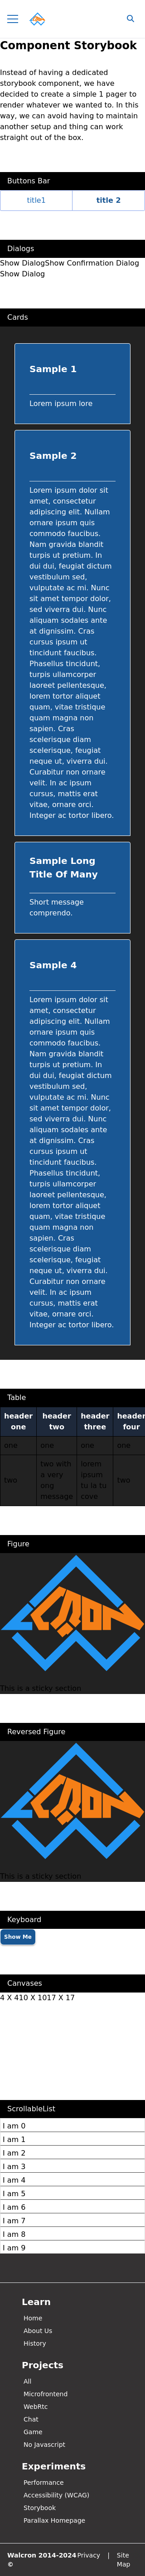 Component Storybook
Instead of having a dedicated
storybook component, we have
decided to create a simple 1 pager to
render whatever we wanted to. In this
way, we can avoid having to maintain
another setup and thing can work
straight out of the box.
Buttons Bar
title1 title 2
Dialogs
Show DialogShow Confirmation Dialog
Show Dialog
Cards
Sample 1
Lorem ipsum lore
Sample 2
Lorem ipsum dolor sit
amet, consectetur
adipiscing elit. Nullam
ornare ipsum quis
commodo faucibus.
Nam gravida blandit
turpis ut pretium. In
dui dui, feugiat dictum
vestibulum sed,
vulputate ac mi. Nunc
sit amet tempor dolor,
sed viverra dui. Nunc
aliquam sodales ante
at dignissim. Cras
cursus ipsum ut
tincidunt faucibus.
Phasellus tincidunt,
turpis ullamcorper
laoreet pellentesque,
lorem tortor aliquet
quam, vitae tristique
quam magna non
sapien. Cras
scelerisque diam
scelerisque, feugiat
neque ut, viverra dui.
Curabitur non ornare
velit. In ac ipsum
cursus, mattis erat
vitae, ornare orci.
Integer ac tortor libero.
Sample Long
Title Of Many
Short message
comprendo.
Sample 4
Lorem ipsum dolor sit
amet, consectetur
adipiscing elit. Nullam
ornare ipsum quis
commodo faucibus.
Nam gravida blandit
turpis ut pretium. In
dui dui, feugiat dictum
vestibulum sed,
vulputate ac mi. Nunc
sit amet tempor dolor,
sed viverra dui. Nunc
aliquam sodales ante
at dignissim. Cras
cursus ipsum ut
tincidunt faucibus.
Phasellus tincidunt,
turpis ullamcorper
laoreet pellentesque,
lorem tortor aliquet
quam, vitae tristique
quam magna non
sapien. Cras
scelerisque diam
scelerisque, feugiat
neque ut, viverra dui.
Curabitur non ornare
velit. In ac ipsum
cursus, mattis erat
vitae, ornare orci.
Integer ac tortor libero.
Table
header one header two header three header four
one one one one
two two with a very ong message lorem ipsum tu la to cove two
Figure
This is a sticky section
Reversed Figure
This is a sticky section
Keyboard
Show Me
Canvases
4 X 410 X 1017 X 17
ScrollableList
I am 0
I am 1
I am 2
I am 3
I am 4
I am 5
I am 6
I am 7
I am 8
I am 9
Learn
Home
About Us
History
Projects
All
Microfrontend
WebRtc
Chat
Game
No Javascript
Experiments
Performance
Accessibility (WCAG)
Storybook
Parallax Homepage
Walcron 2014-2024 Privacy | Site
© Map